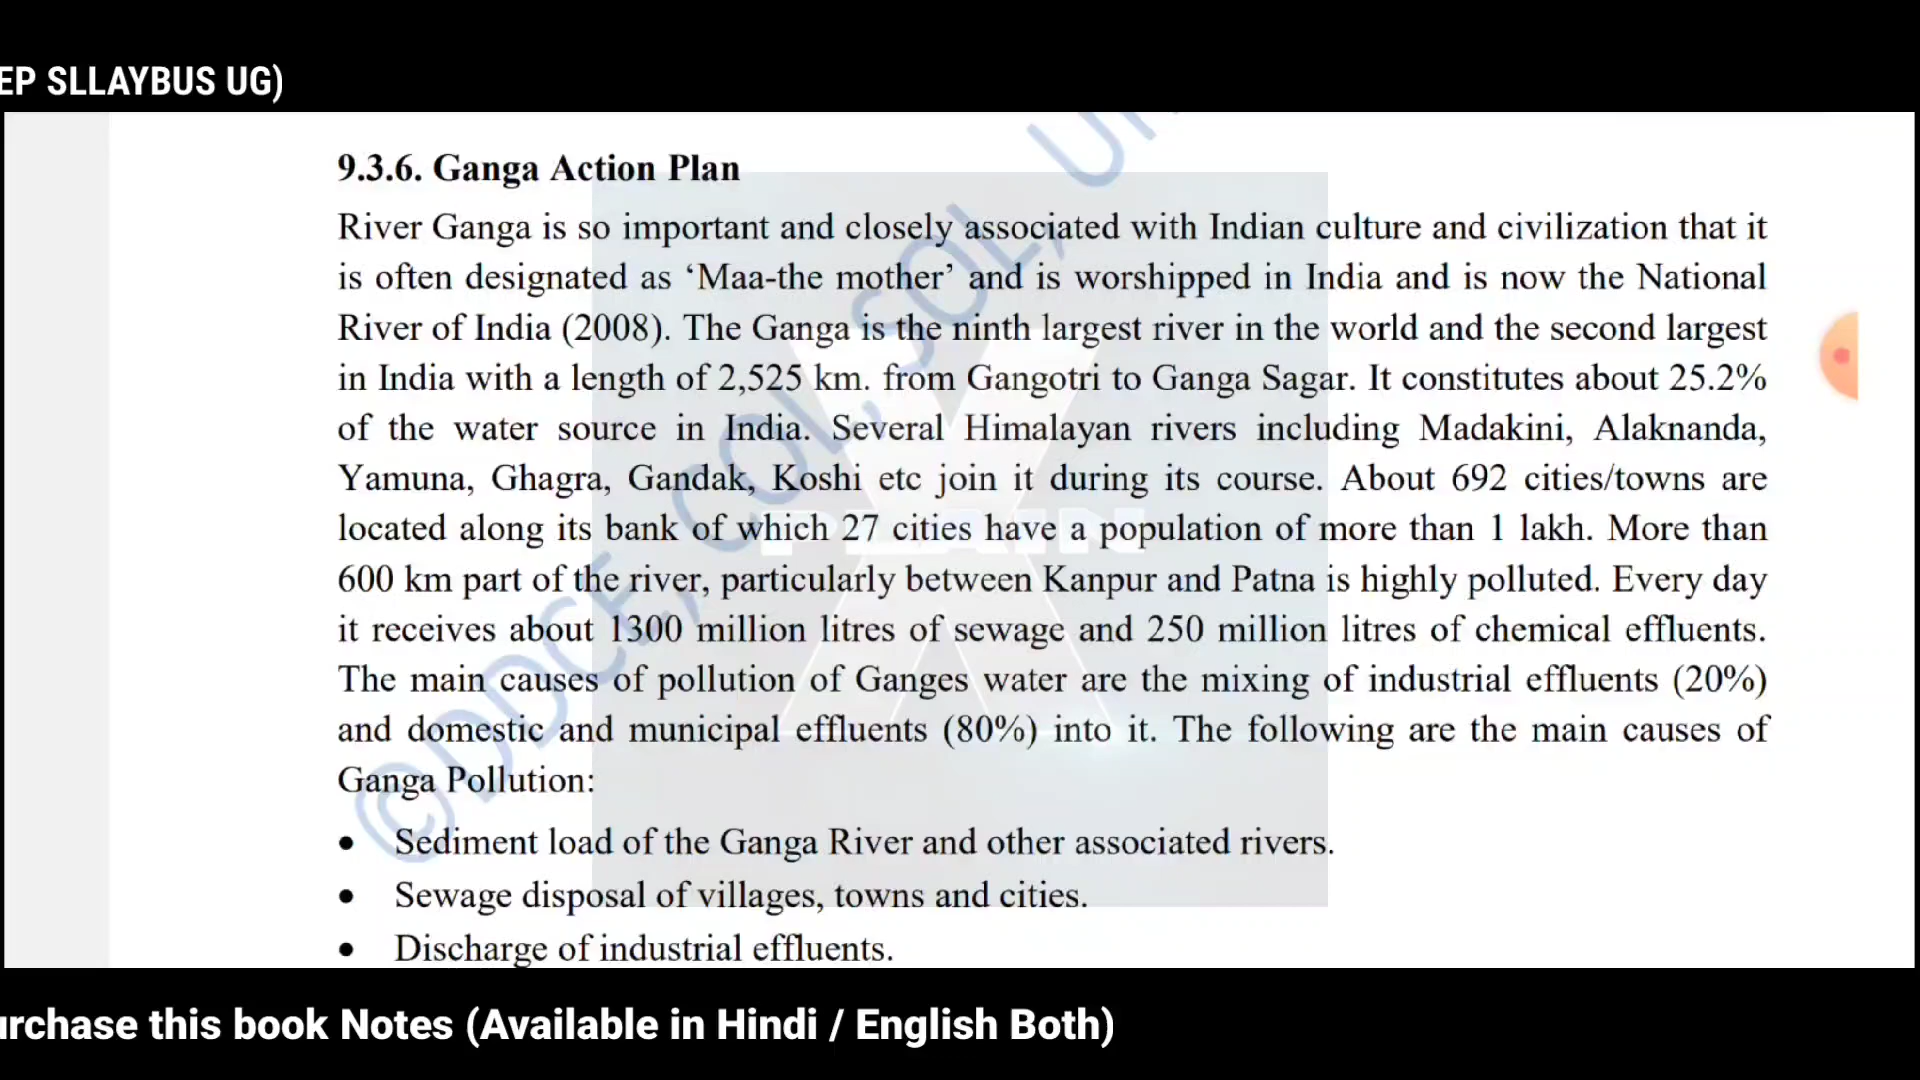 EP SLLAYBUS UG)
9.3.6. Ganga Action Plan
River Ganga is so important and closely associated with Indian culture and civilization that it
is often designated as ‘Maa-the mother’ and is worshipped in India and is now the National
River of India (2008). The Ganga is the ninth largest river in the world and the second largest
in India with a length of 2,525 km. from Gangotri to Ganga Sagar. It constitutes about 25.2%
of the water source in India. Several Himalayan rivers including Madakini, Alaknanda,
Yamuna, Ghagra, Gandak, Koshi etc join it during its course. About 692 cities/towns are
located along its bank of which 27 cities have a population of more than 1 lakh. More than
600 km part of the river, particularly between Kanpur and Patna is highly polluted. Every day
it receives about 1300 million litres of sewage and 250 million litres of chemical effluents.
The main causes of pollution of Ganges water are the mixing of industrial effluents (20%)
and domestic and municipal effluents (80%) into it. The following are the main causes of
Ganga Pollution:
• Sediment load of the Ganga River and other associated rivers.
• Sewage disposal of villages, towns and cities.
• Discharge of industrial effluents.
©DDCE, COL, SOL, U
PLAIN
urchase this book Notes (Available in Hindi / English Both)